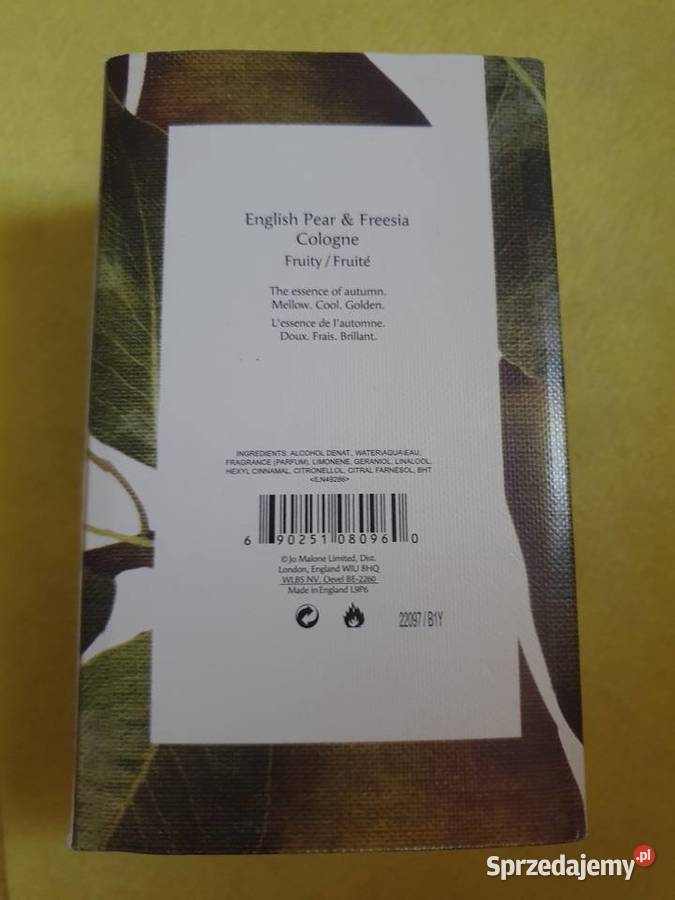 English Pear & Freesia
Cologne
Fruity / Fruité
The essence of autumn.
Mellow. Cool. Golden.
L'essence de l'automne.
Doux. Frais. Brillant.
INGREDIENTS: ALCOHOL DENAT., WATER\AQUA\EAU,
FRAGRANCE (PARFUM), LIMONENE, GERANIOL, LINALOOL,
HEXYL CINNAMAL, CITRONELLOL, CITRAL FARNESOL, BHT
<ILN49286>
6 90251 08096 0
© Jo Malone Limited, Dist.
London, England WIU 8HQ
WLBS NV, Oevel BE-2260
Made in England L9P6
22097 / B1Y
Sprzedajemy.pl